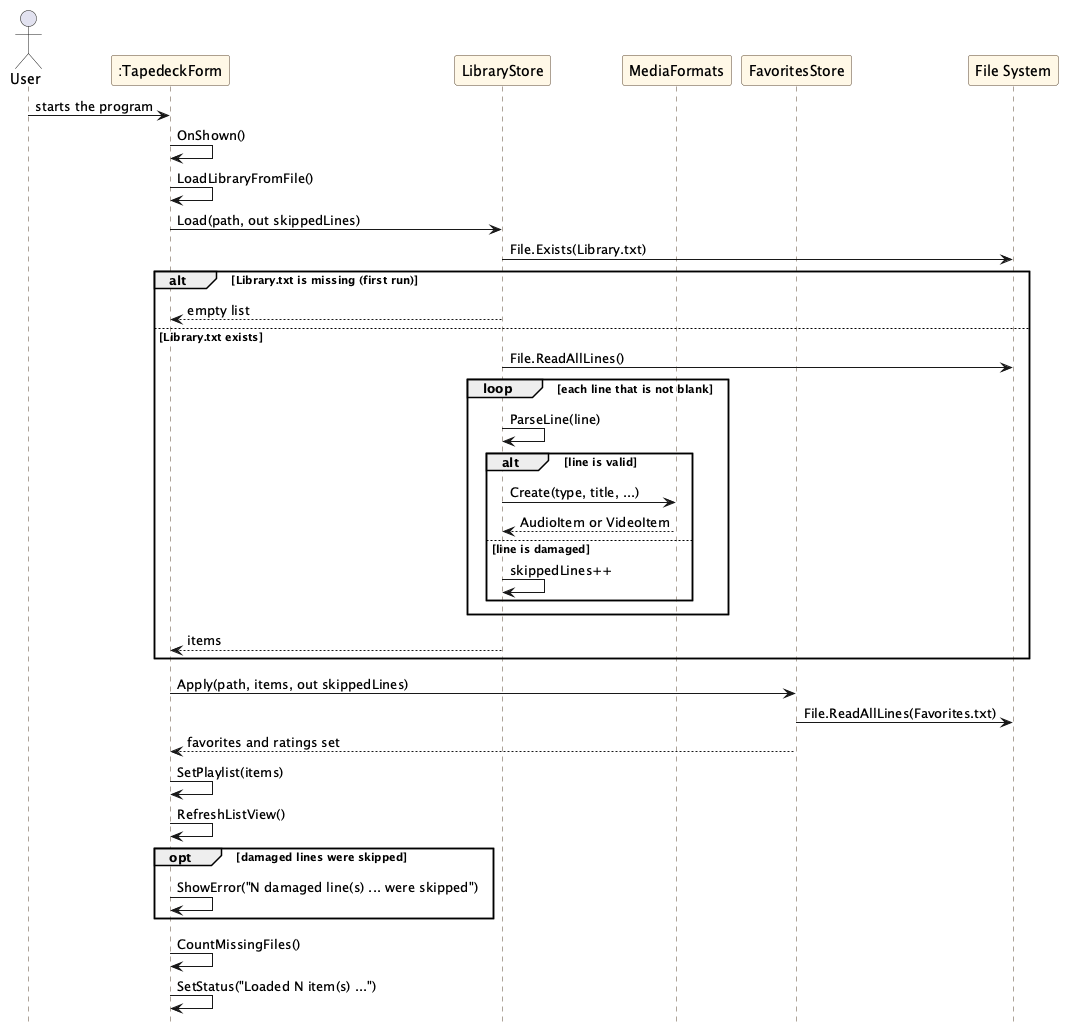 User
:TapedeckForm
LibraryStore
MediaFormats
FavoritesStore
File System
starts the program
OnShown()
LoadLibraryFromFile()
Load(path, out skippedLines)
File.Exists(Library.txt)
alt [Library.txt is missing (first run)]
empty list
[Library.txt exists]
File.ReadAllLines()
loop [each line that is not blank]
ParseLine(line)
alt [line is valid]
Create(type, title, ...)
AudioItem or VideoItem
[line is damaged]
skippedLines++
items
Apply(path, items, out skippedLines)
File.ReadAllLines(Favorites.txt)
favorites and ratings set
SetPlaylist(items)
RefreshListView()
opt [damaged lines were skipped]
ShowError("N damaged line(s) ... were skipped")
CountMissingFiles()
SetStatus("Loaded N item(s) ...")